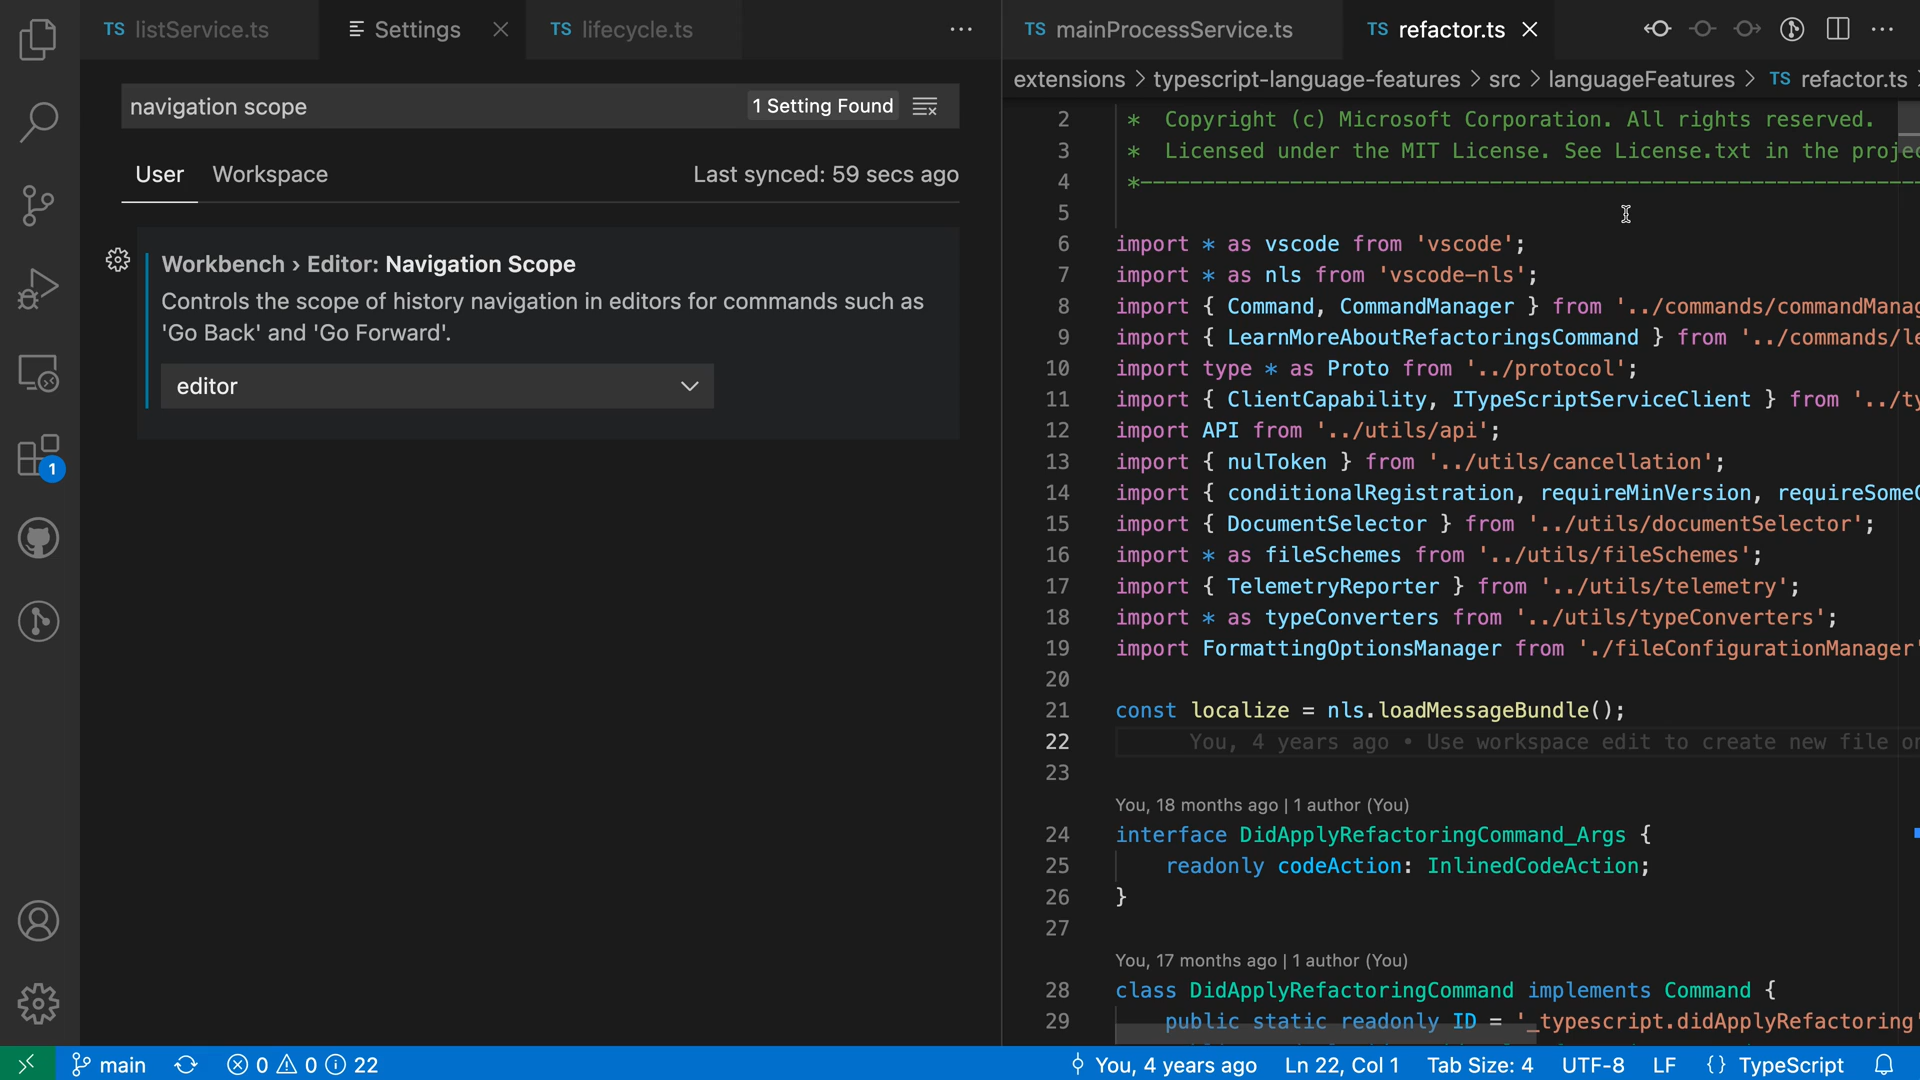 TS listService.ts
Settings
TS lifecycle.ts
TS mainProcessService.ts
TS refactor.ts
navigation scope
1 Setting Found
User
Workspace
Last synced: 59 secs ago
Workbench › Editor: Navigation Scope
Controls the scope of history navigation in editors for commands such as
'Go Back' and 'Go Forward'.
editor
1
extensions > typescript-language-features > src > languageFeatures > TS refactor.ts
2 * Copyright (c) Microsoft Corporation. All rights reserved.
3 * Licensed under the MIT License. See License.txt in the projec
4 *---------------------------------------------------------------
5
6 import * as vscode from 'vscode';
7 import * as nls from 'vscode-nls';
8 import { Command, CommandManager } from '../commands/commandManag
9 import { LearnMoreAboutRefactoringsCommand } from '../commands/le
10 import type * as Proto from '../protocol';
11 import { ClientCapability, ITypeScriptServiceClient } from '../ty
12 import API from '../utils/api';
13 import { nulToken } from '../utils/cancellation';
14 import { conditionalRegistration, requireMinVersion, requireSomeC
15 import { DocumentSelector } from '../utils/documentSelector';
16 import * as fileSchemes from '../utils/fileSchemes';
17 import { TelemetryReporter } from '../utils/telemetry';
18 import * as typeConverters from '../utils/typeConverters';
19 import FormattingOptionsManager from './fileConfigurationManager'
20
21 const localize = nls.loadMessageBundle();
22 You, 4 years ago • Use workspace edit to create new file on
23
You, 18 months ago | 1 author (You)
24 interface DidApplyRefactoringCommand_Args {
25 readonly codeAction: InlinedCodeAction;
26 }
27
You, 17 months ago | 1 author (You)
28 class DidApplyRefactoringCommand implements Command {
29 public static readonly ID = '_typescript.didApplyRefactoring'
main
0 0 22
You, 4 years ago
Ln 22, Col 1
Tab Size: 4
UTF-8
LF
{} TypeScript